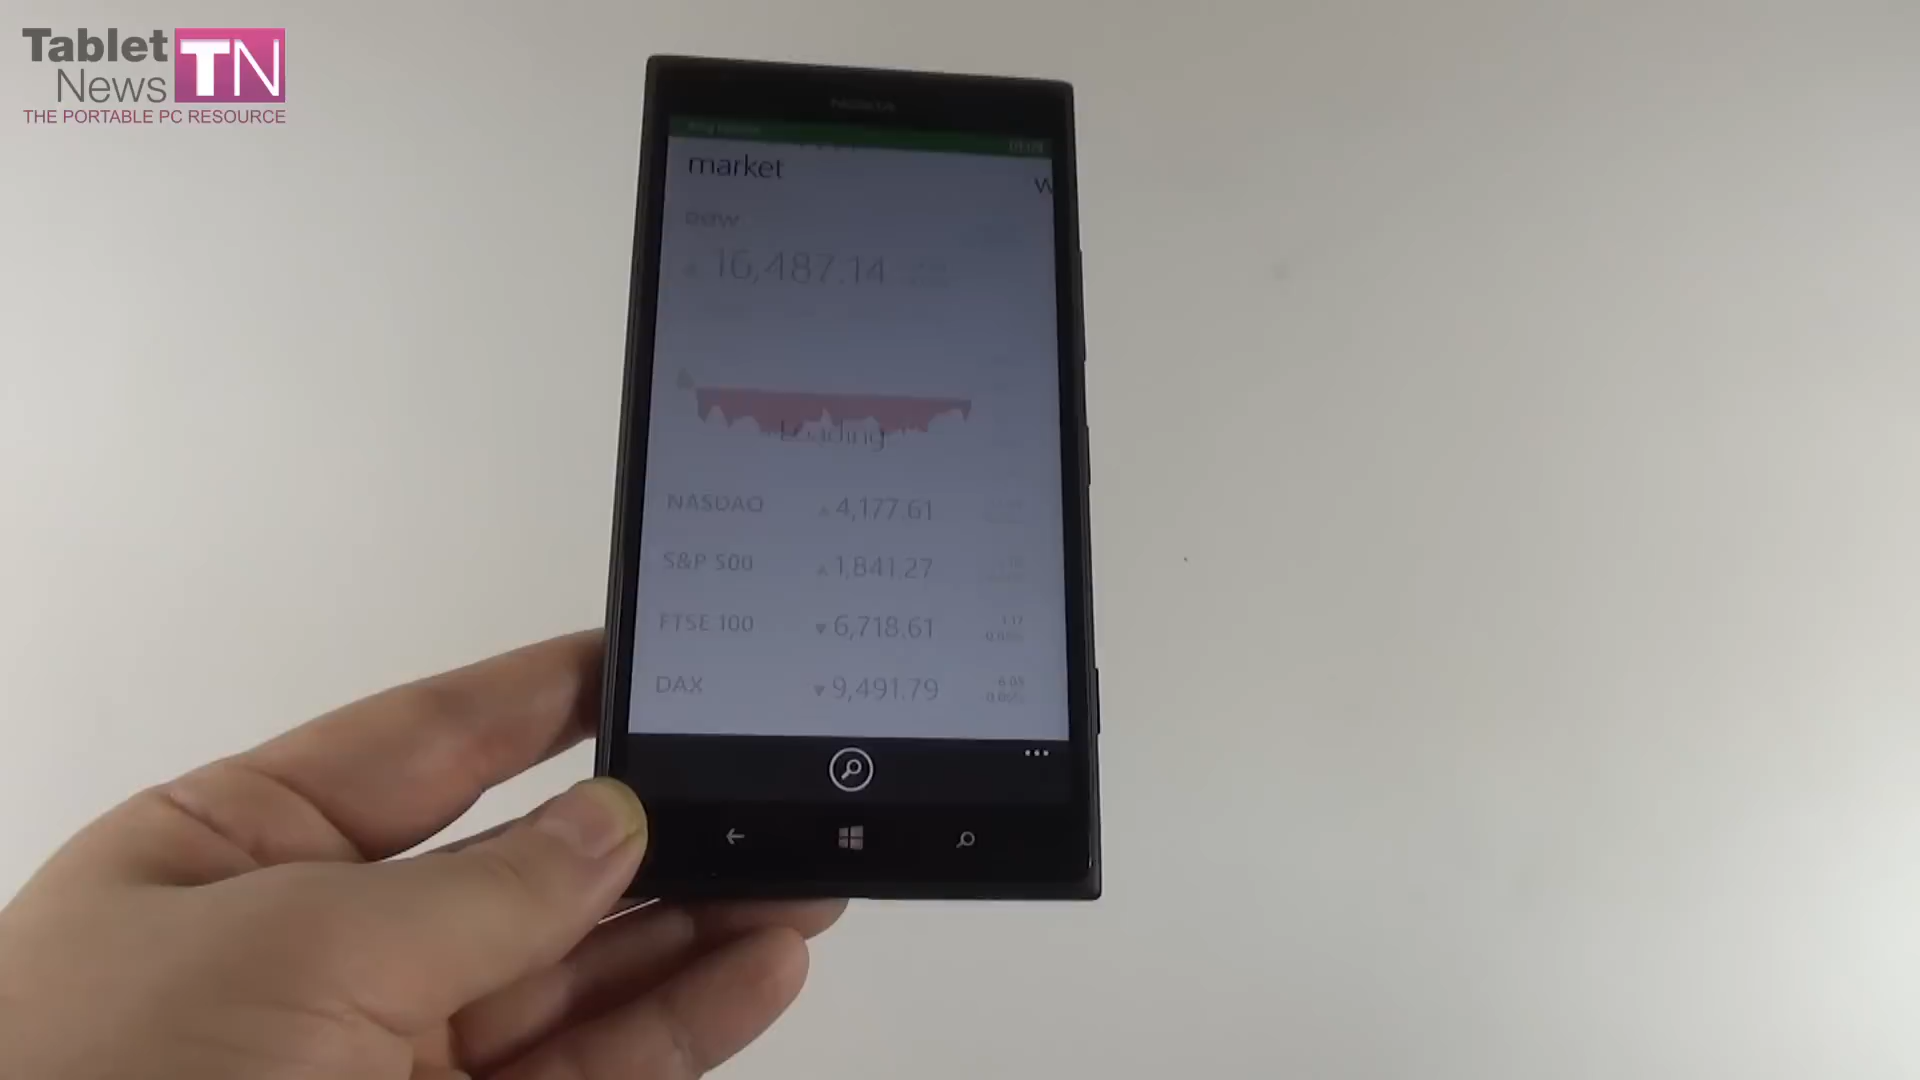 Tablet
News TN
THE PORTABLE PC RESOURCE
NOKIA
market
W
DOW
16,487.14
Loading
NASDAQ ▲ 4,177.61
S&P 500 ▲ 1,841.27
FTSE 100 ▼ 6,718.61
DAX ▼ 9,491.79